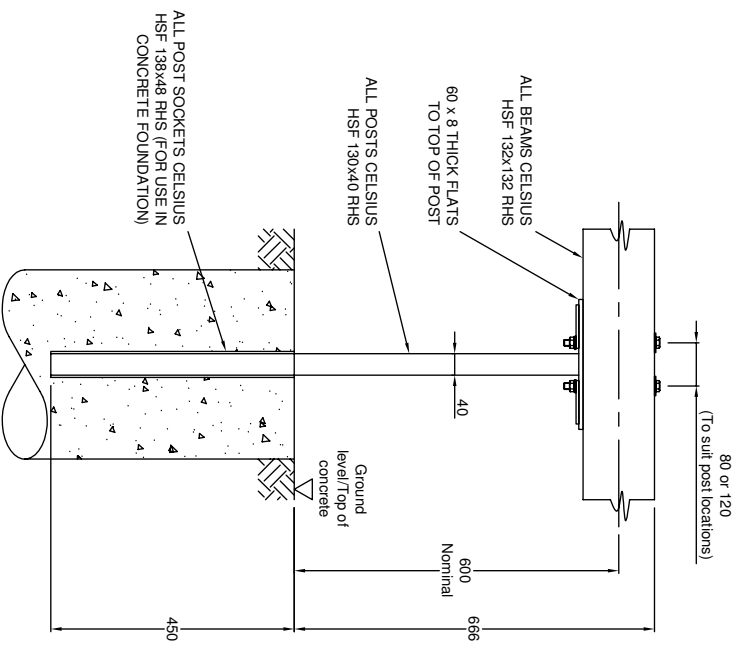 80 or 120
(To suit post locations)
ALL BEAMS CELSIUS
HSF 132x132 RHS
60 x 8 THICK FLATS
TO TOP OF POST
ALL POSTS CELSIUS
HSF 130x40 RHS
ALL POST SOCKETS CELSIUS
HSF 138x48 RHS (FOR USE IN
CONCRETE FOUNDATION)
40
Ground
level/Top of
concrete
600
Nominal
666
450